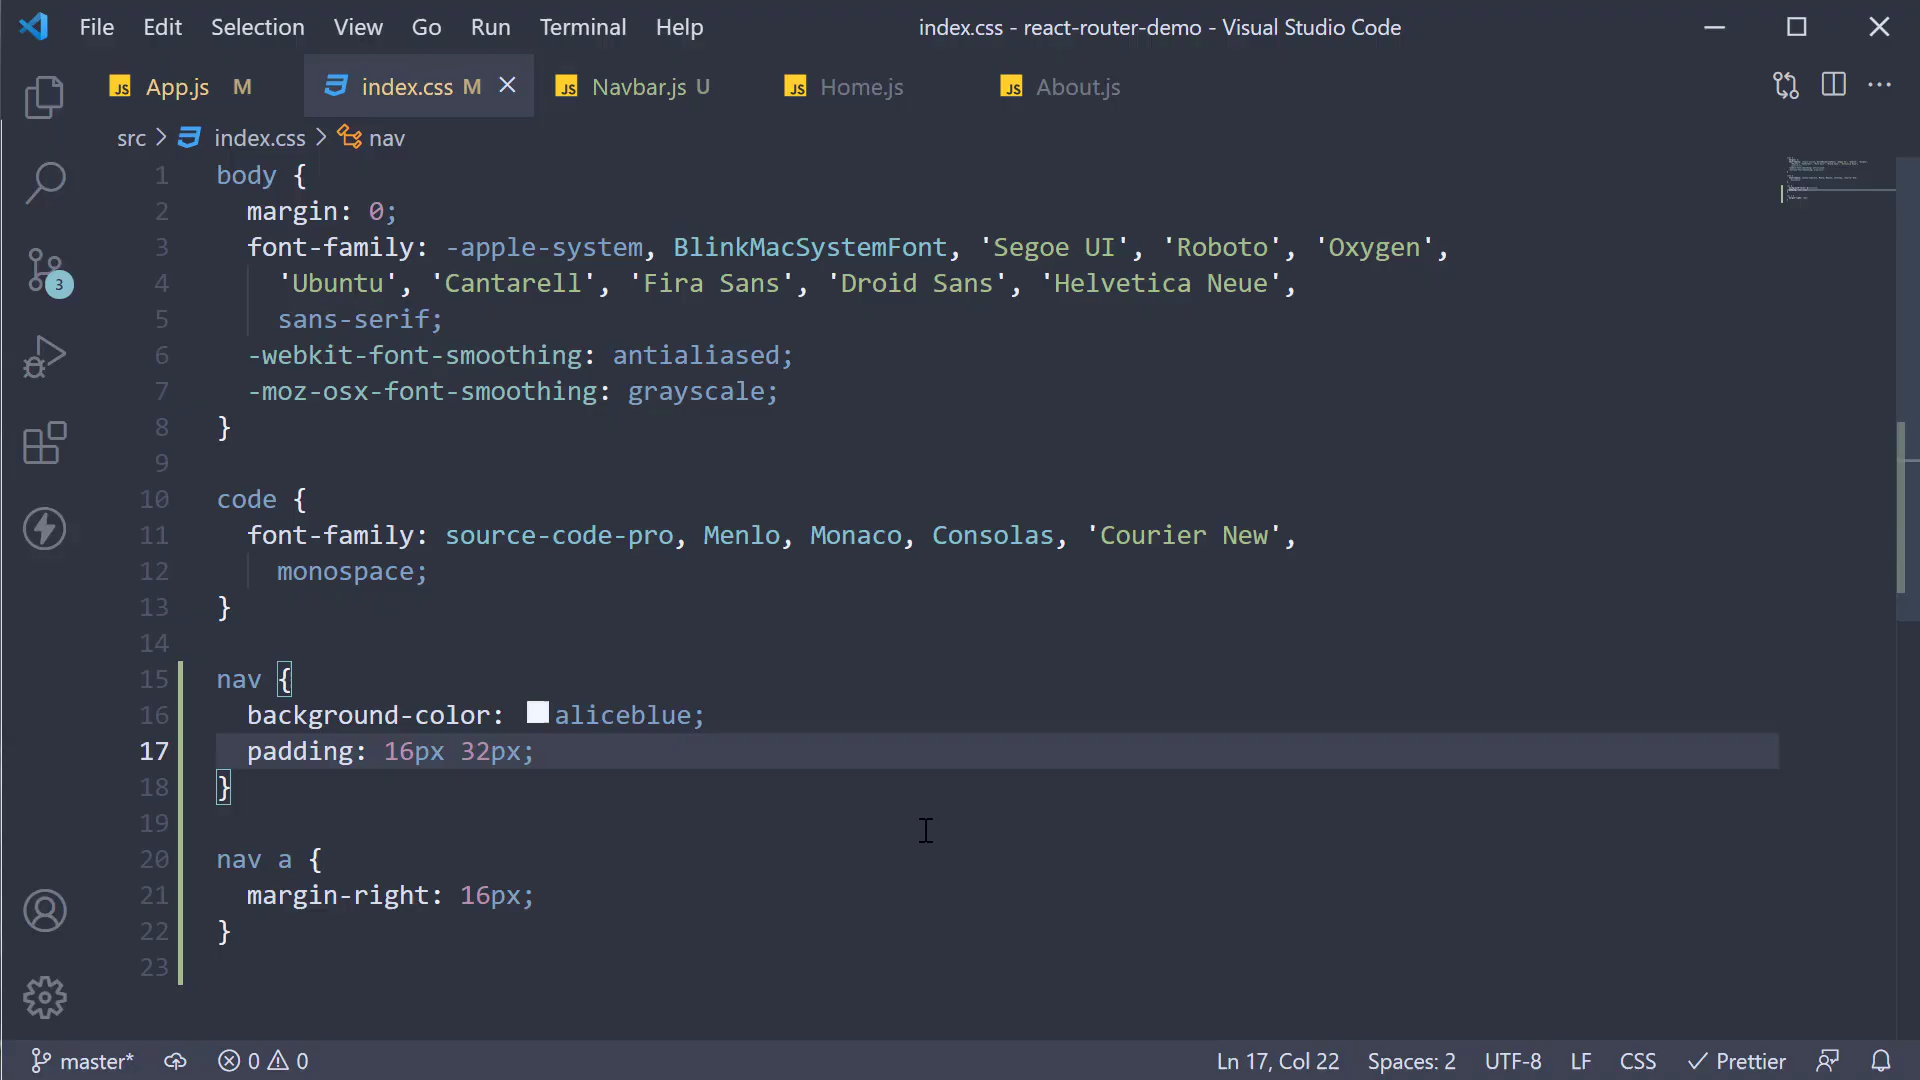 File Edit Selection View Go Run Terminal Help index.css - react-router-demo - Visual Studio Code
App.js M index.css M Navbar.js U Home.js About.js
src > index.css > nav
1 body {
2 margin: 0;
3 font-family: -apple-system, BlinkMacSystemFont, 'Segoe UI', 'Roboto', 'Oxygen',
4 'Ubuntu', 'Cantarell', 'Fira Sans', 'Droid Sans', 'Helvetica Neue',
5 sans-serif;
6 -webkit-font-smoothing: antialiased;
7 -moz-osx-font-smoothing: grayscale;
8 }
9
10 code {
11 font-family: source-code-pro, Menlo, Monaco, Consolas, 'Courier New',
12 monospace;
13 }
14
15 nav {
16 background-color: aliceblue;
17 padding: 16px 32px;
18 }
19
20 nav a {
21 margin-right: 16px;
22 }
23
3
master* 0 0 Ln 17, Col 22 Spaces: 2 UTF-8 LF CSS Prettier